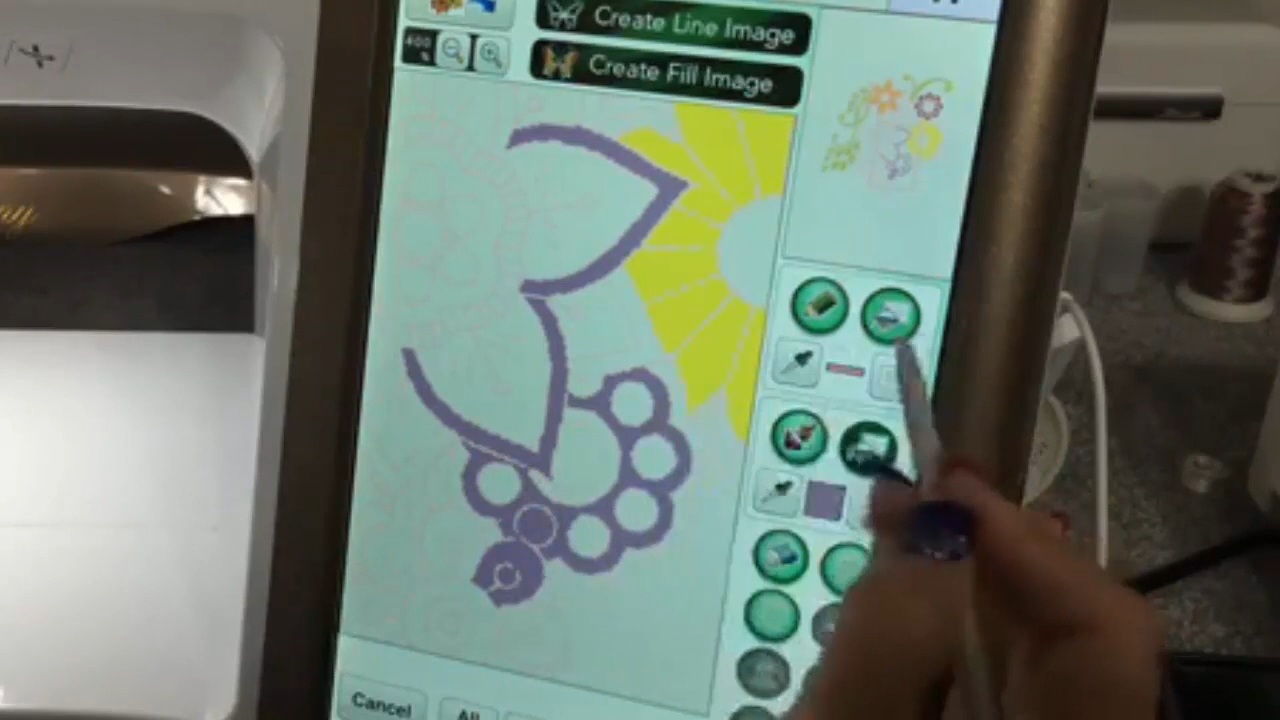 Create Line Image
400
%
Create Fill Image
Cancel
All